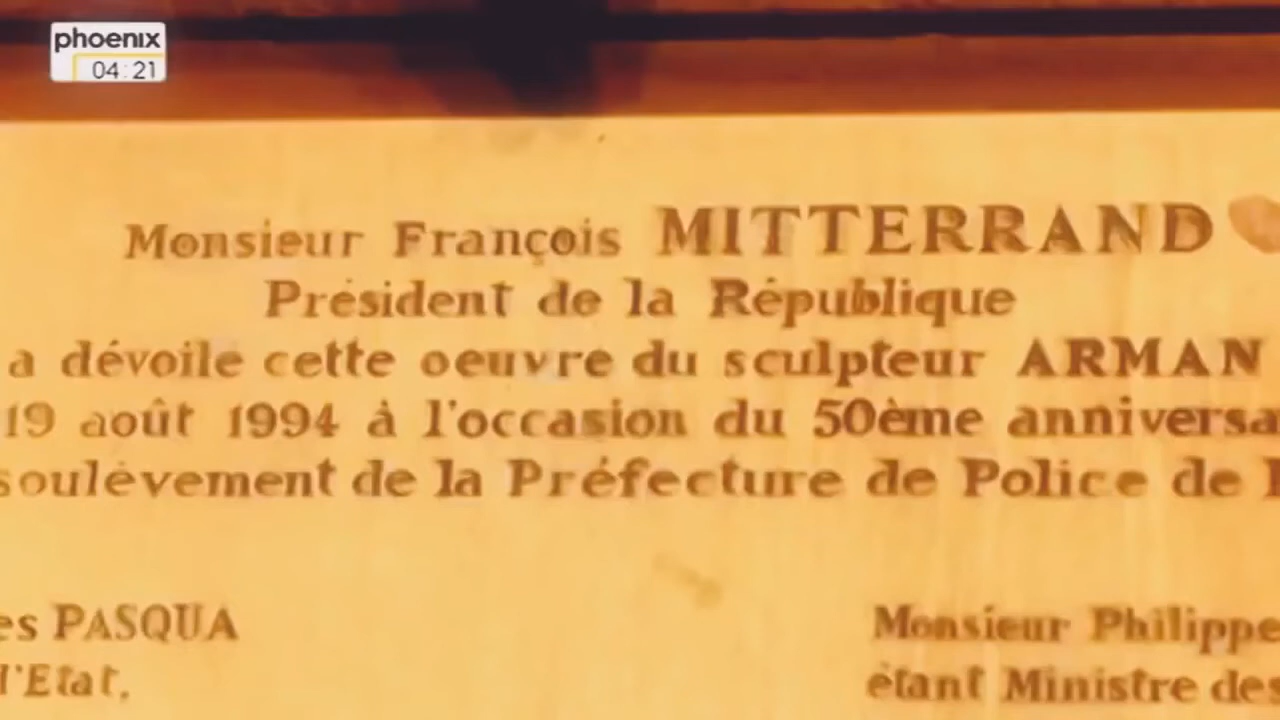 phoenix
04:21
Monsieur François MITTERRAND
Président de la République
a dévoile cette oeuvre du sculpteur ARMAN
19 août 1994 à l'occasion du 50ème anniversa
soulèvement de la Préfecture de Police de
es PASQUA
l'Etat.
Monsieur Philippe
étant Ministre des